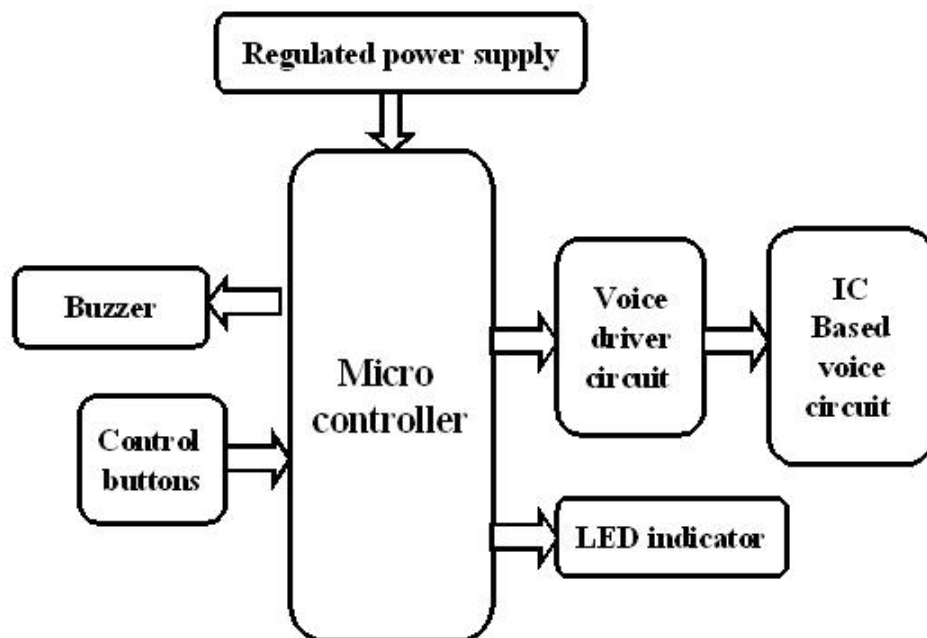 Regulated power supply
Buzzer
Control
buttons
Micro
controller
Voice
driver
circuit
IC
Based
voice
circuit
LED indicator